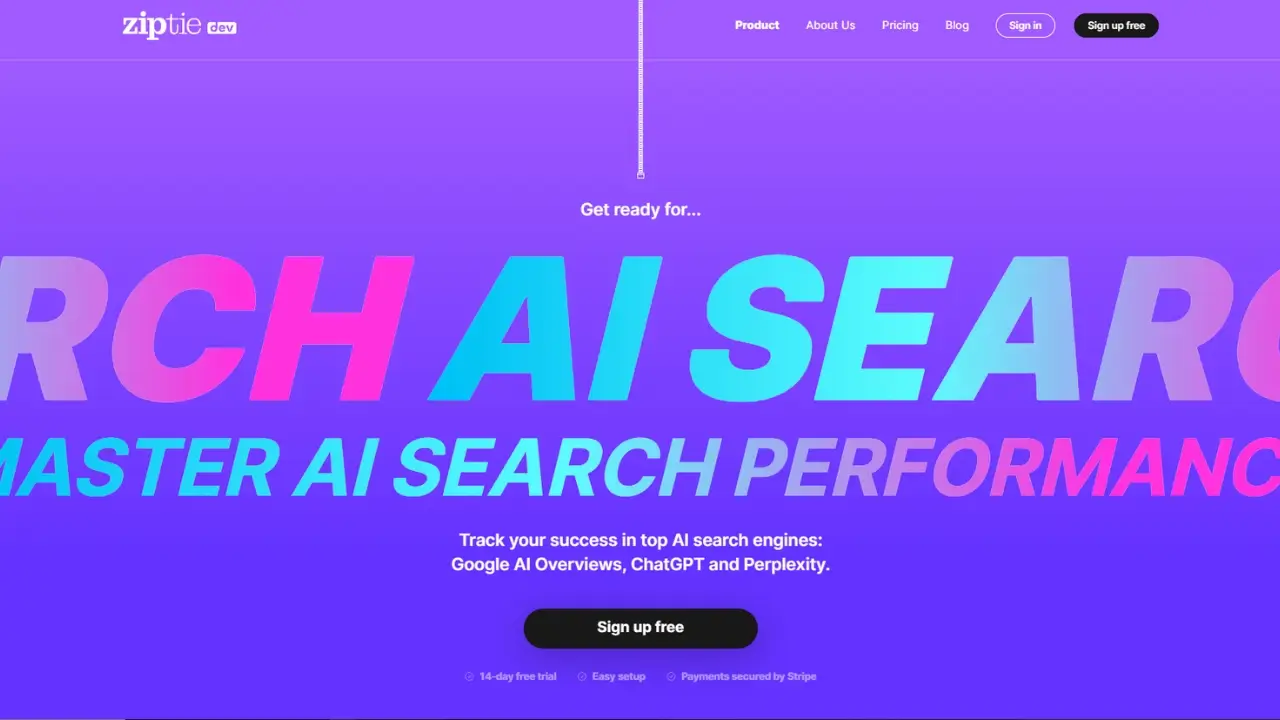 ziptie dev
Product About Us Pricing Blog Sign in Sign up free
Get ready for...
RCH AI SEARC
MASTER AI SEARCH PERFORMANC
Track your success in top AI search engines:
Google AI Overviews, ChatGPT and Perplexity.
Sign up free
14-day free trial Easy setup Payments secured by Stripe